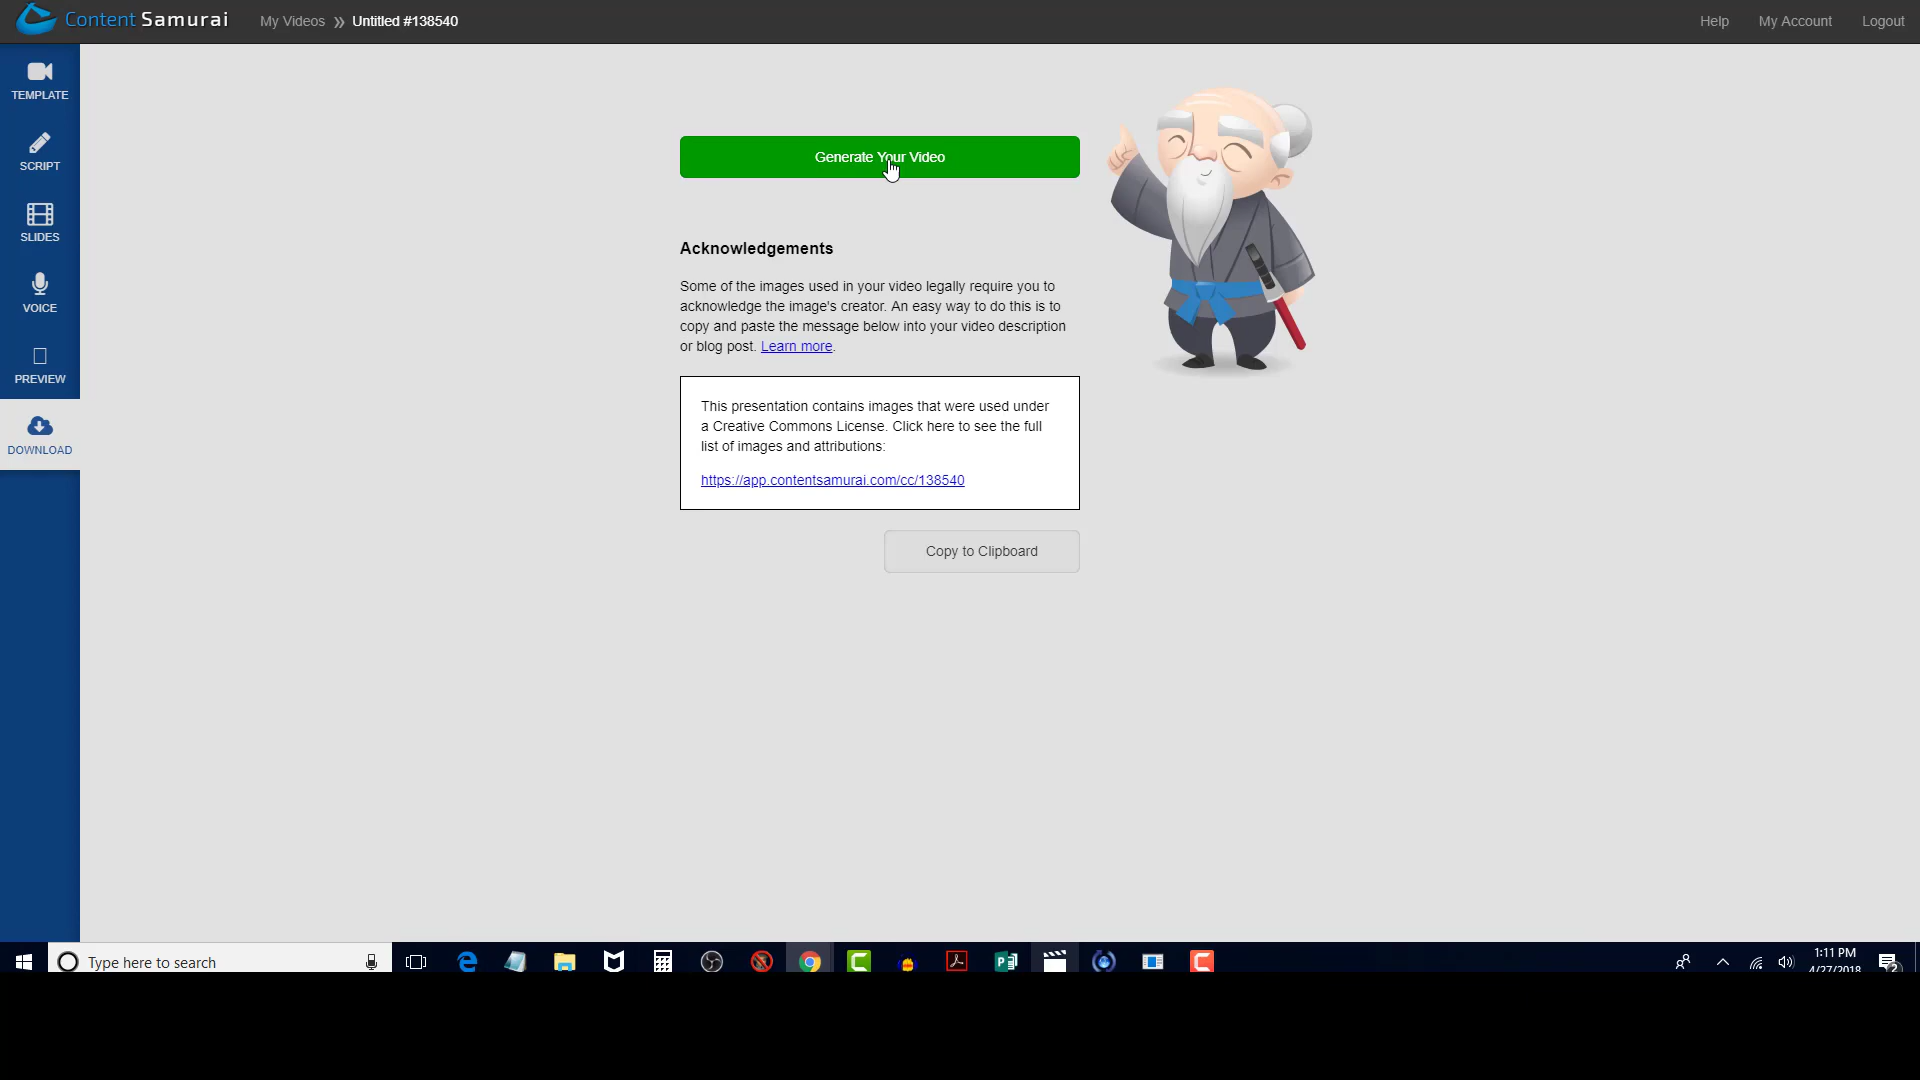 Content Samurai My Videos » Untitled #138540 Help My Account Logout
TEMPLATE
SCRIPT
SLIDES
VOICE
PREVIEW
DOWNLOAD
Generate Your Video
Acknowledgements
Some of the images used in your video legally require you to
acknowledge the image's creator. An easy way to do this is to
copy and paste the message below into your video description
or blog post. Learn more.
This presentation contains images that were used under
a Creative Commons License. Click here to see the full
list of images and attributions:
https://app.contentsamurai.com/cc/138540
Copy to Clipboard
Type here to search
1:11 PM
4/27/2018
2